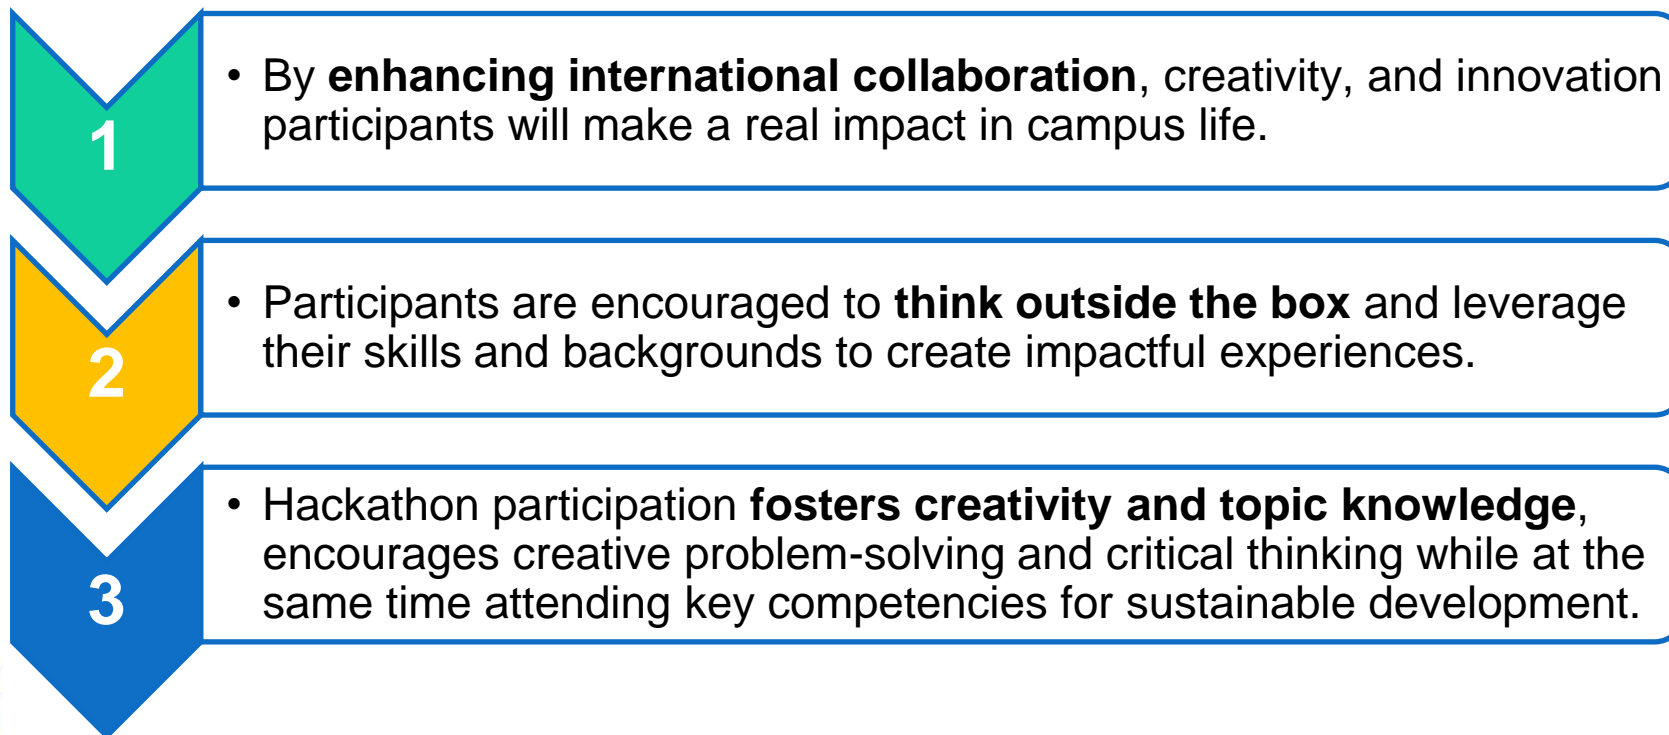 1
• By enhancing international collaboration, creativity, and innovation
participants will make a real impact in campus life.
2
• Participants are encouraged to think outside the box and leverage
their skills and backgrounds to create impactful experiences.
3
• Hackathon participation fosters creativity and topic knowledge,
encourages creative problem-solving and critical thinking while at the
same time attending key competencies for sustainable development.